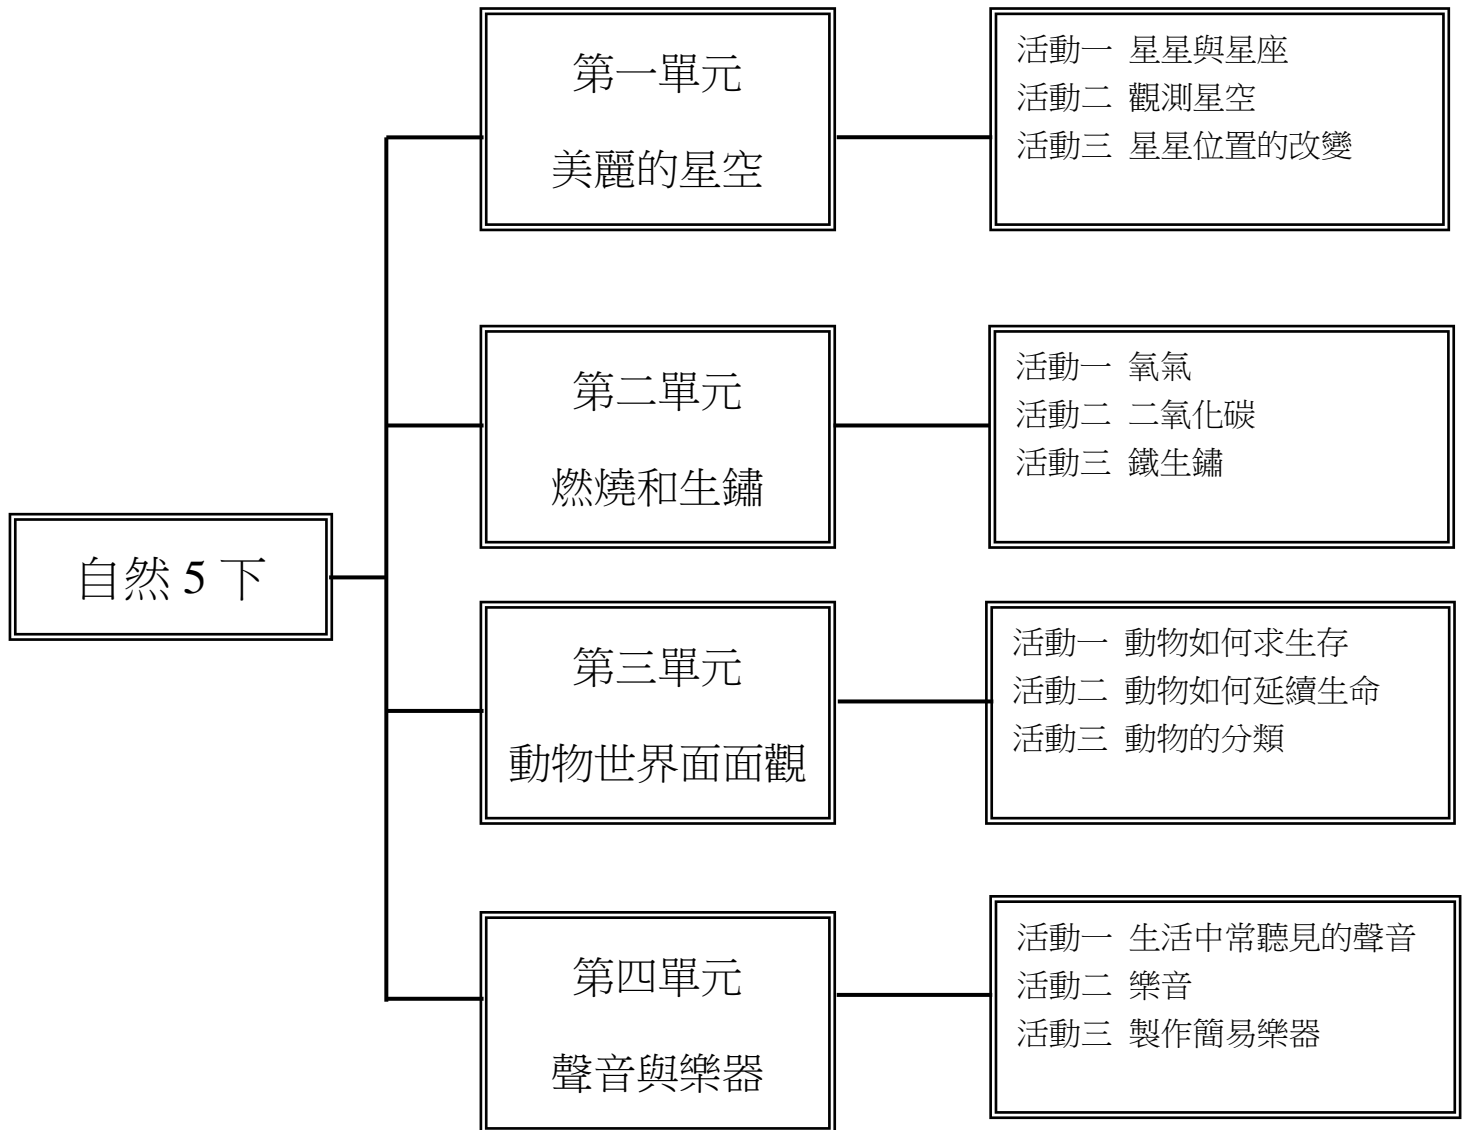 自然 5 下
第一單元
美麗的星空
活動一 星星與星座
活動二 觀測星空
活動三 星星位置的改變
第二單元
燃燒和生鏽
活動一 氧氣
活動二 二氧化碳
活動三 鐵生鏽
第三單元
動物世界面面觀
活動一 動物如何求生存
活動二 動物如何延續生命
活動三 動物的分類
第四單元
聲音與樂器
活動一 生活中常聽見的聲音
活動二 樂音
活動三 製作簡易樂器